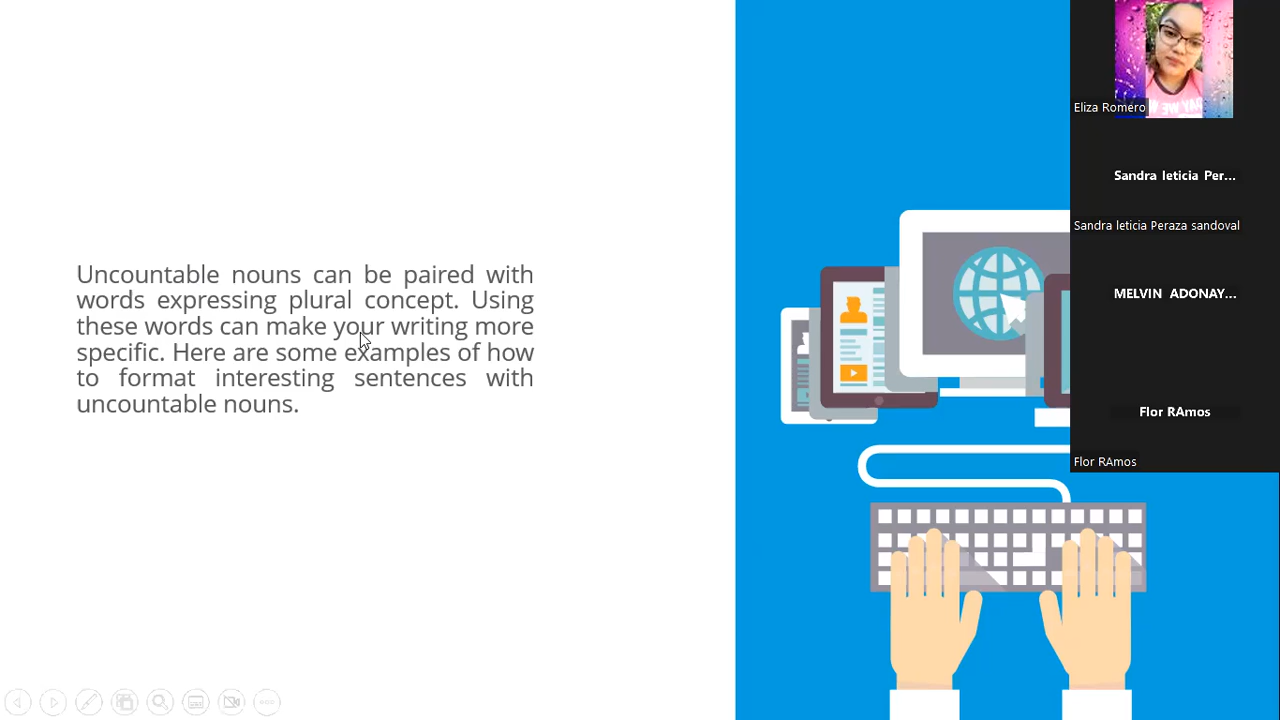 Uncountable nouns can be paired with
words expressing plural concept. Using
these words can make your writing more
specific. Here are some examples of how
to format interesting sentences with
uncountable nouns.
Eliza Romero
Sandra leticia Per...
Sandra leticia Peraza sandoval
MELVIN ADONAY...
Flor RAmos
Flor RAmos